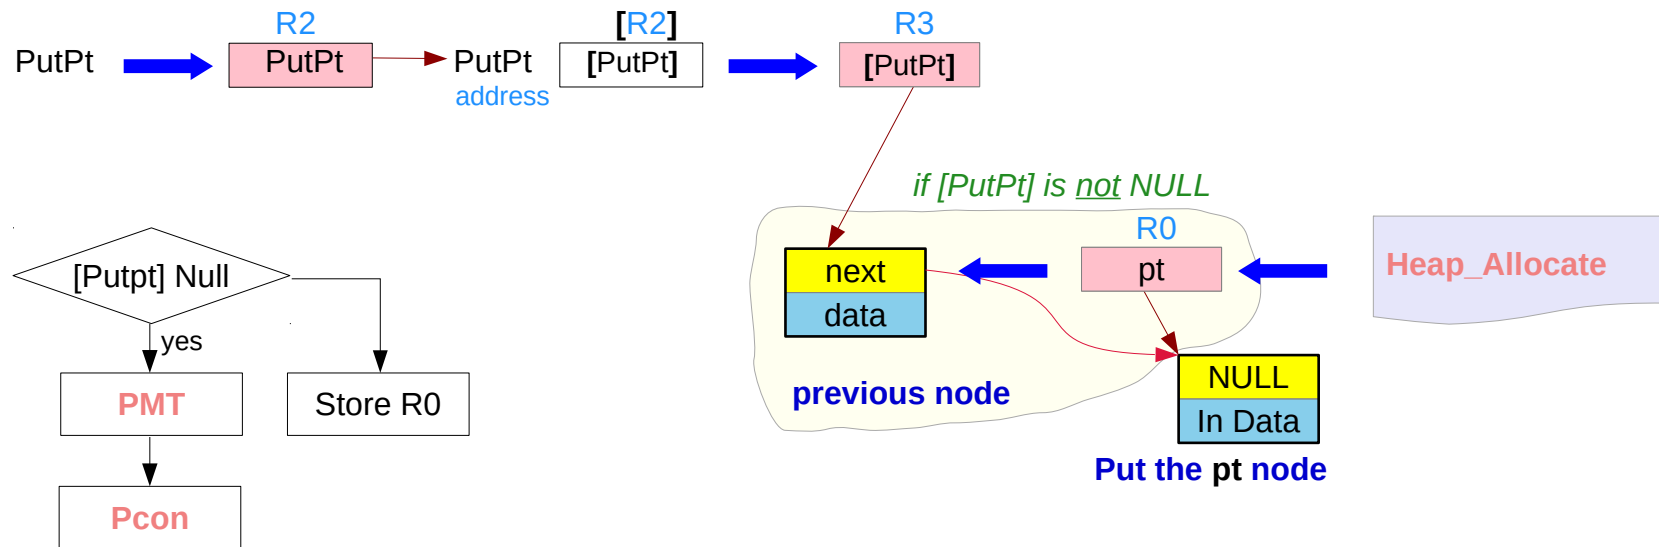 R2 [R2] R3
PutPt PutPt PutPt [PutPt] [PutPt]
address
if [PutPt] is not NULL
R0
[Putpt] Null
next pt Heap_Allocate
data
yes
PMT Store R0
previous node
NULL
In Data
Put the pt node
Pcon